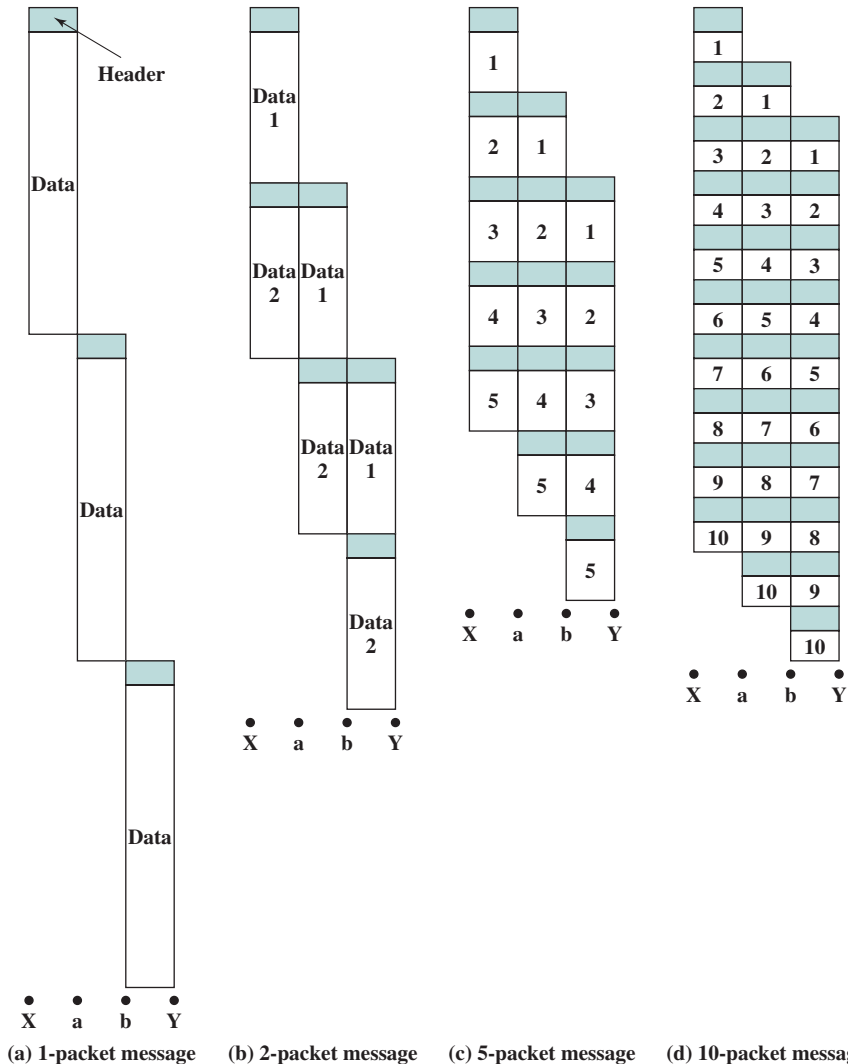 Header
Data
Data
Data
X a b Y
(a) 1-packet message
Data
1
Data
2
Data
1
Data
2
Data
1
Data
2
X a b Y
(b) 2-packet message
1
2 1
3 2 1
4 3 2
5 4 3
5 4
5
X a b Y
(c) 5-packet message
1
2 1
3 2 1
4 3 2
5 4 3
6 5 4
7 6 5
8 7 6
9 8 7
10 9 8
10 9
10
X a b Y
(d) 10-packet message